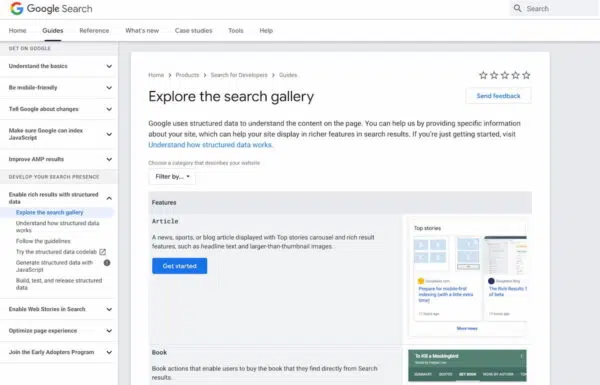 Google Search
Search
Home Guides Reference What's new Case studies Tools Help
GET ON GOOGLE
Understand the basics
Be mobile-friendly
Tell Google about changes
Make sure Google can index
JavaScript
Improve AMP results
DEVELOP YOUR SEARCH PRESENCE
Enable rich results with structured
data
Explore the search gallery
Understand how structured data
works
Follow the guidelines
Try the structured data codelab
Generate structured data with
JavaScript
Build, test, and release structured
data
Enable Web Stories in Search
Optimize page experience
Join the Early Adopters Program
Home > Products > Search for Developers > Guides
Explore the search gallery
Send feedback
Google uses structured data to understand the content on the page. You can help us by providing specific information
about your site, which can help your site display in richer features in search results. If you're just getting started, visit
Understand how structured data works.
Choose a category that describes your website
Filter by...
Features
Article
A news, sports, or blog article displayed with Top stories carousel and rich result
features, such as headline text and larger-than-thumbnail images.
Get started
Top stories
Prepare for mobile-first
indexing (with a little extra
time)
The Rich Results T
of beta
More news
Book
Book actions that enable users to buy the book that they find directly from Search
results.
To Kill a Mockingbird
SUMMARY QUOTES GET BOOK MORE BY AUTHOR